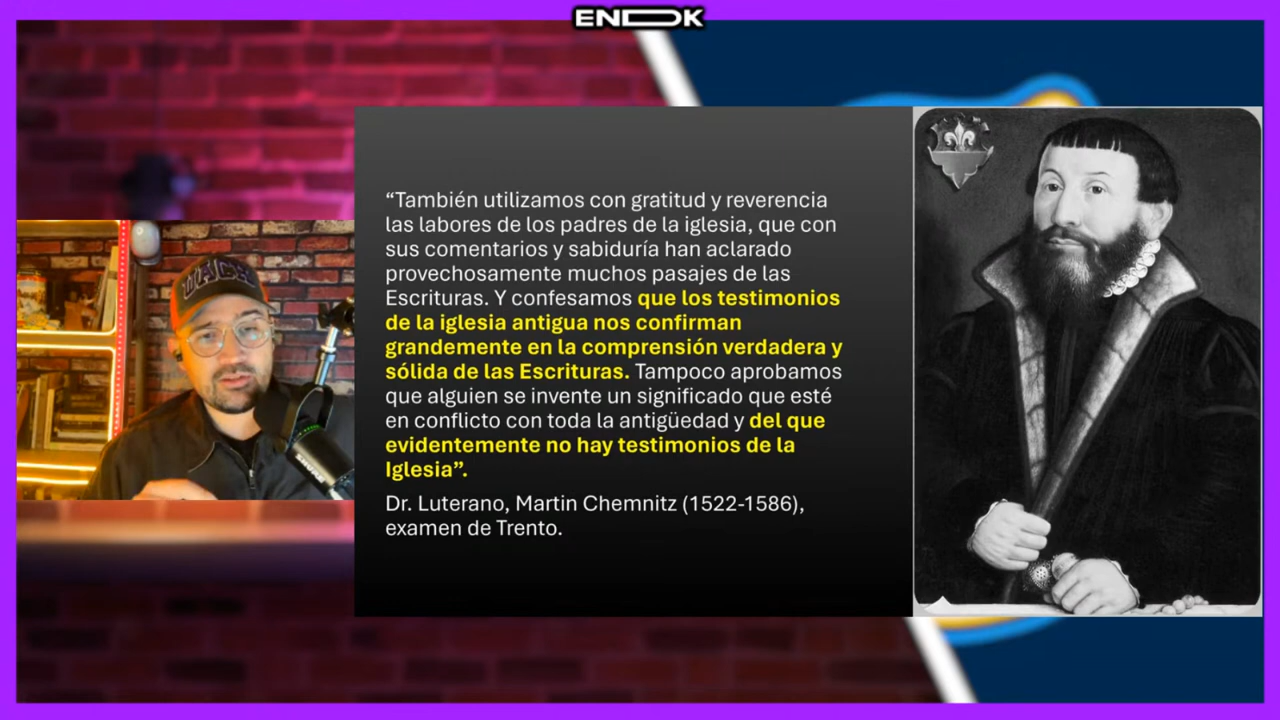 ENDOK
“También utilizamos con gratitud y reverencia
las labores de los padres de la iglesia, que con
sus comentarios y sabiduría han aclarado
provechosamente muchos pasajes de las
Escrituras. Y confesamos que los testimonios
de la iglesia antigua nos confirman
grandemente en la comprensión verdadera y
sólida de las Escrituras. Tampoco aprobamos
que alguien se invente un significado que esté
en conflicto con toda la antigüedad y del que
evidentemente no hay testimonios de la
Iglesia”.
Dr. Luterano, Martin Chemnitz (1522-1586),
examen de Trento.
UACH